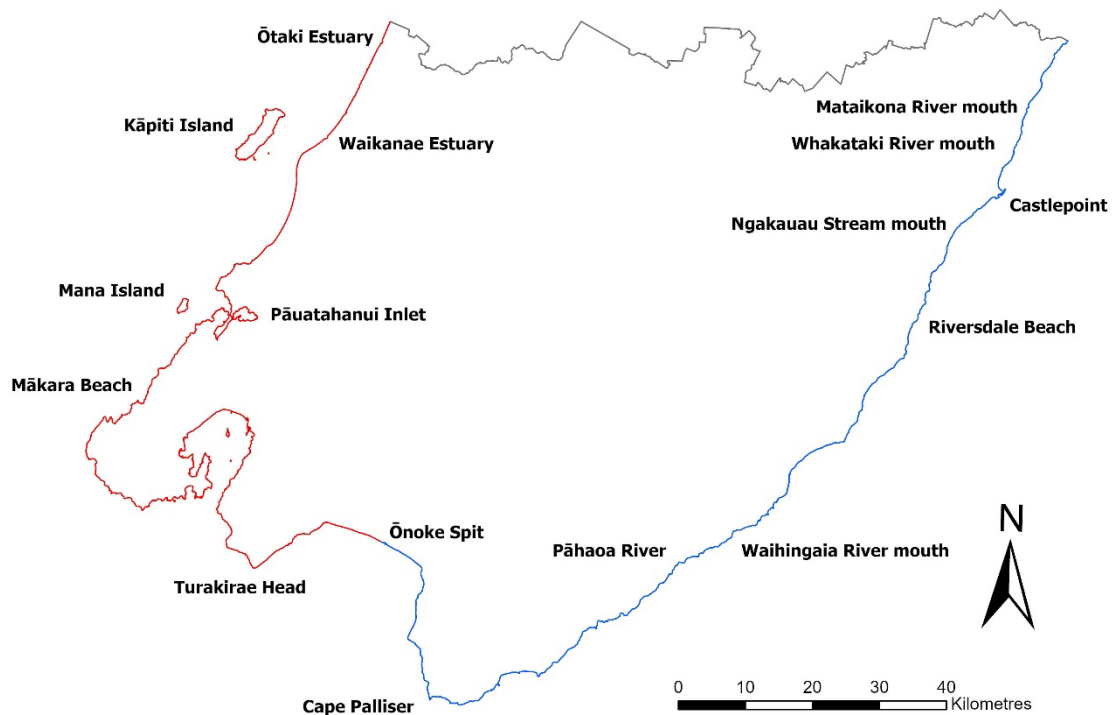 Ōtaki Estuary
Mataikona River mouth
Kāpiti Island
Waikanae Estuary
Whakataki River mouth
Castlepoint
Ngakauau Stream mouth
Mana Island
Pāuatahanui Inlet
Riversdale Beach
Mākara Beach
N
Ōnoke Spit
Pāhaoa River
Waihingaia River mouth
Turakirae Head
Cape Palliser
0 10 20 30 40
Kilometres